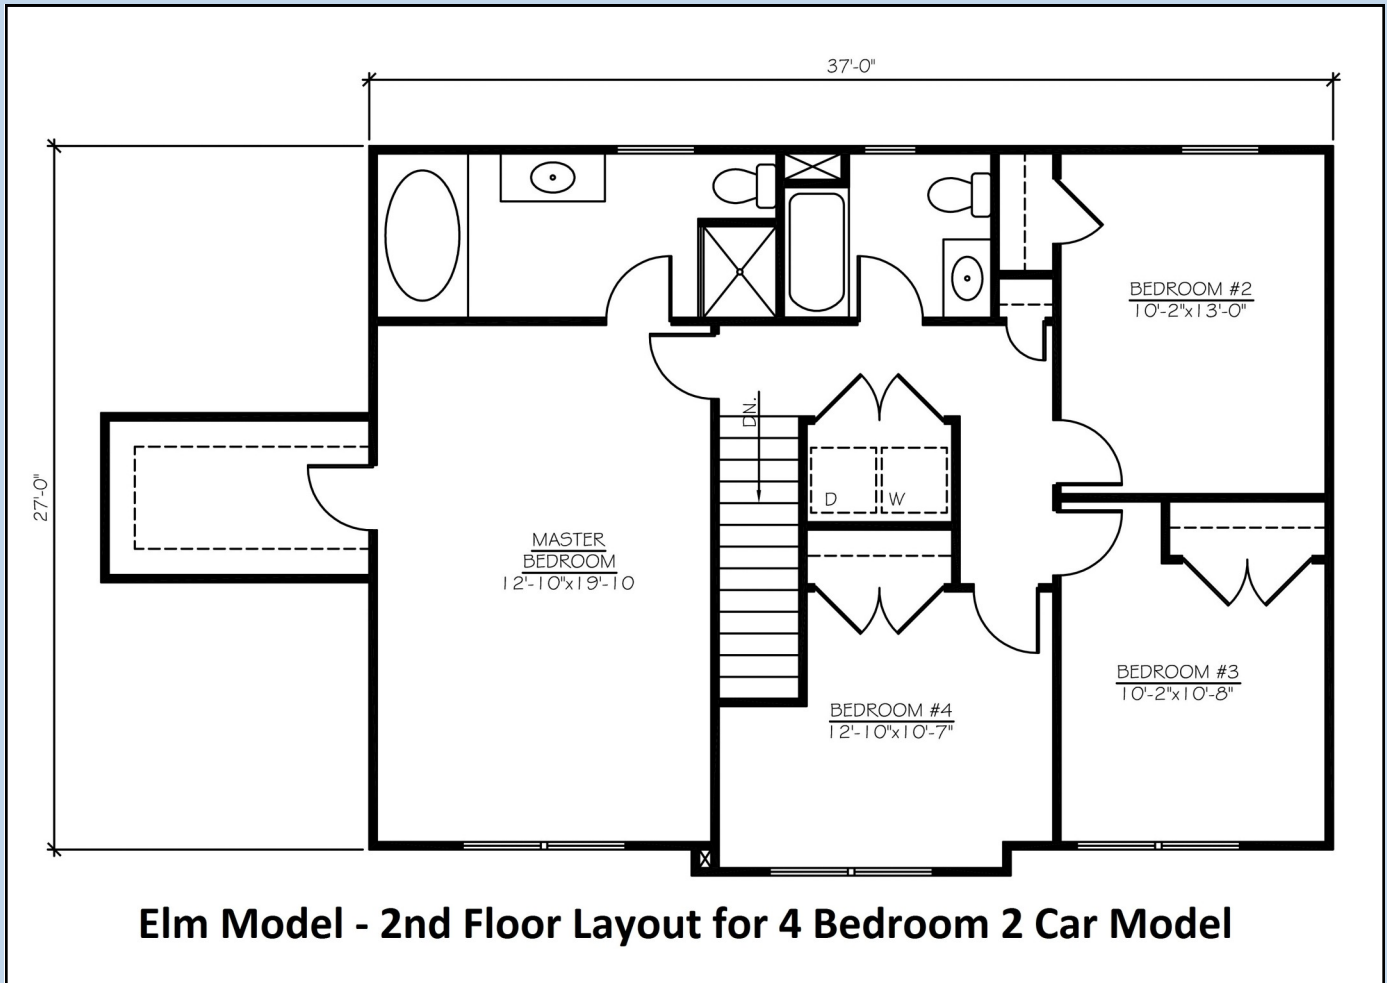 37'-0"
27'-0"
BEDROOM #2
10'-2"x13'-0"
DN.
D
W
MASTER
BEDROOM
12'-10"x19'-10
BEDROOM #3
10'-2"x10'-8"
BEDROOM #4
12'-10"x10'-7"
Elm Model - 2nd Floor Layout for 4 Bedroom 2 Car Model